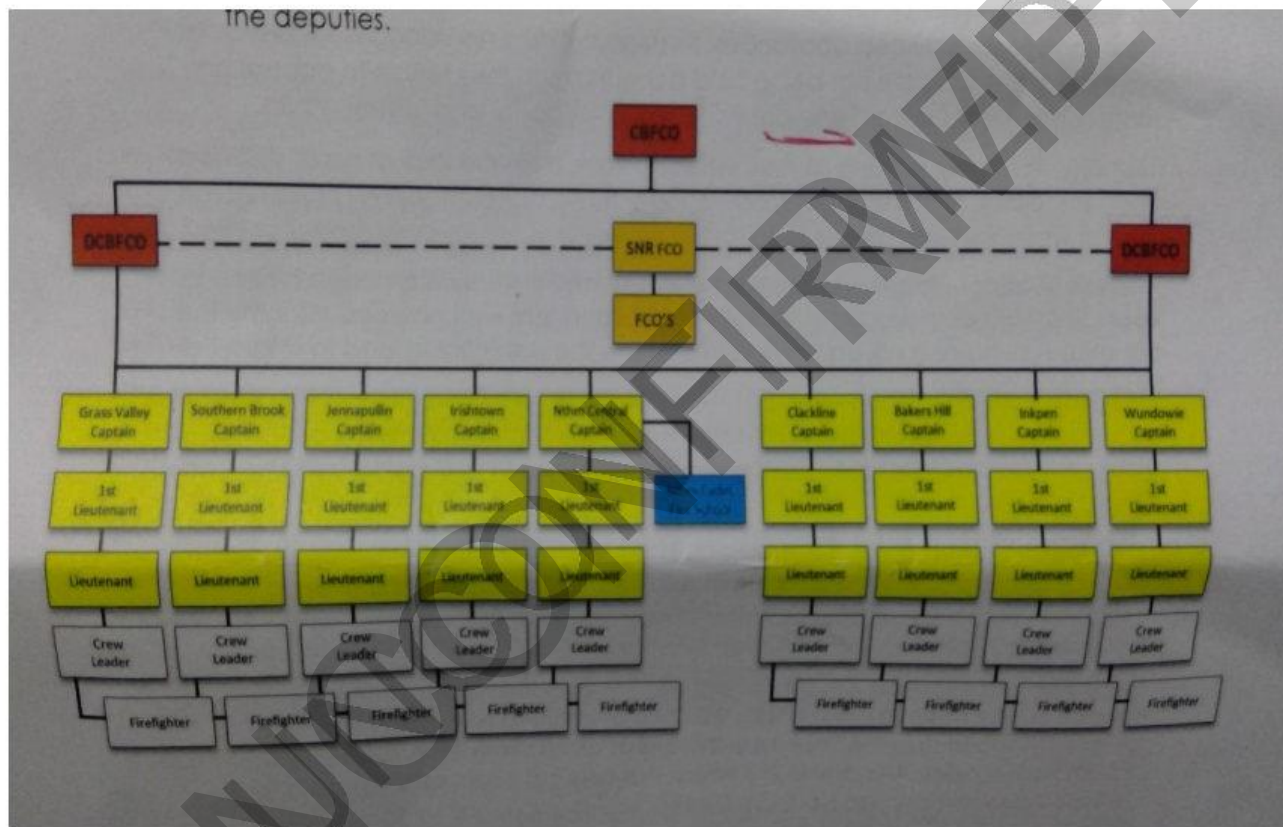 the deputies.
CBFCO
DCBFCO
SNR FCO
DCBFCO
FCO'S
Grass Valley
Captain
Southern Brook
Captain
Jennapullin
Captain
Irishtown
Captain
Nthm Central
Captain
Clackline
Captain
Bakers Hill
Captain
Inkpen
Captain
Wundowie
Captain
1st
Lieutenant
1st
Lieutenant
1st
Lieutenant
1st
Lieutenant
1st
Lieutenant
1st
Lieutenant
1st
Lieutenant
1st
Lieutenant
1st
Lieutenant
Lieutenant
Lieutenant
Lieutenant
Lieutenant
Lieutenant
Lieutenant
Lieutenant
Lieutenant
Lieutenant
Crew
Leader
Crew
Leader
Crew
Leader
Crew
Leader
Crew
Leader
Crew
Leader
Crew
Leader
Crew
Leader
Crew
Leader
Firefighter
Firefighter
Firefighter
Firefighter
Firefighter
Firefighter
Firefighter
Firefighter
Firefighter